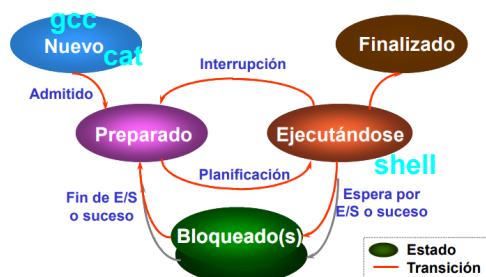 gcc
Nuevo
cat
Finalizado
Interrupción
Admitido
Preparado
Ejecutándose
shell
Planificación
Fin de E/S
o suceso
Espera por
E/S o suceso
Bloqueado(s)
Estado
Transición